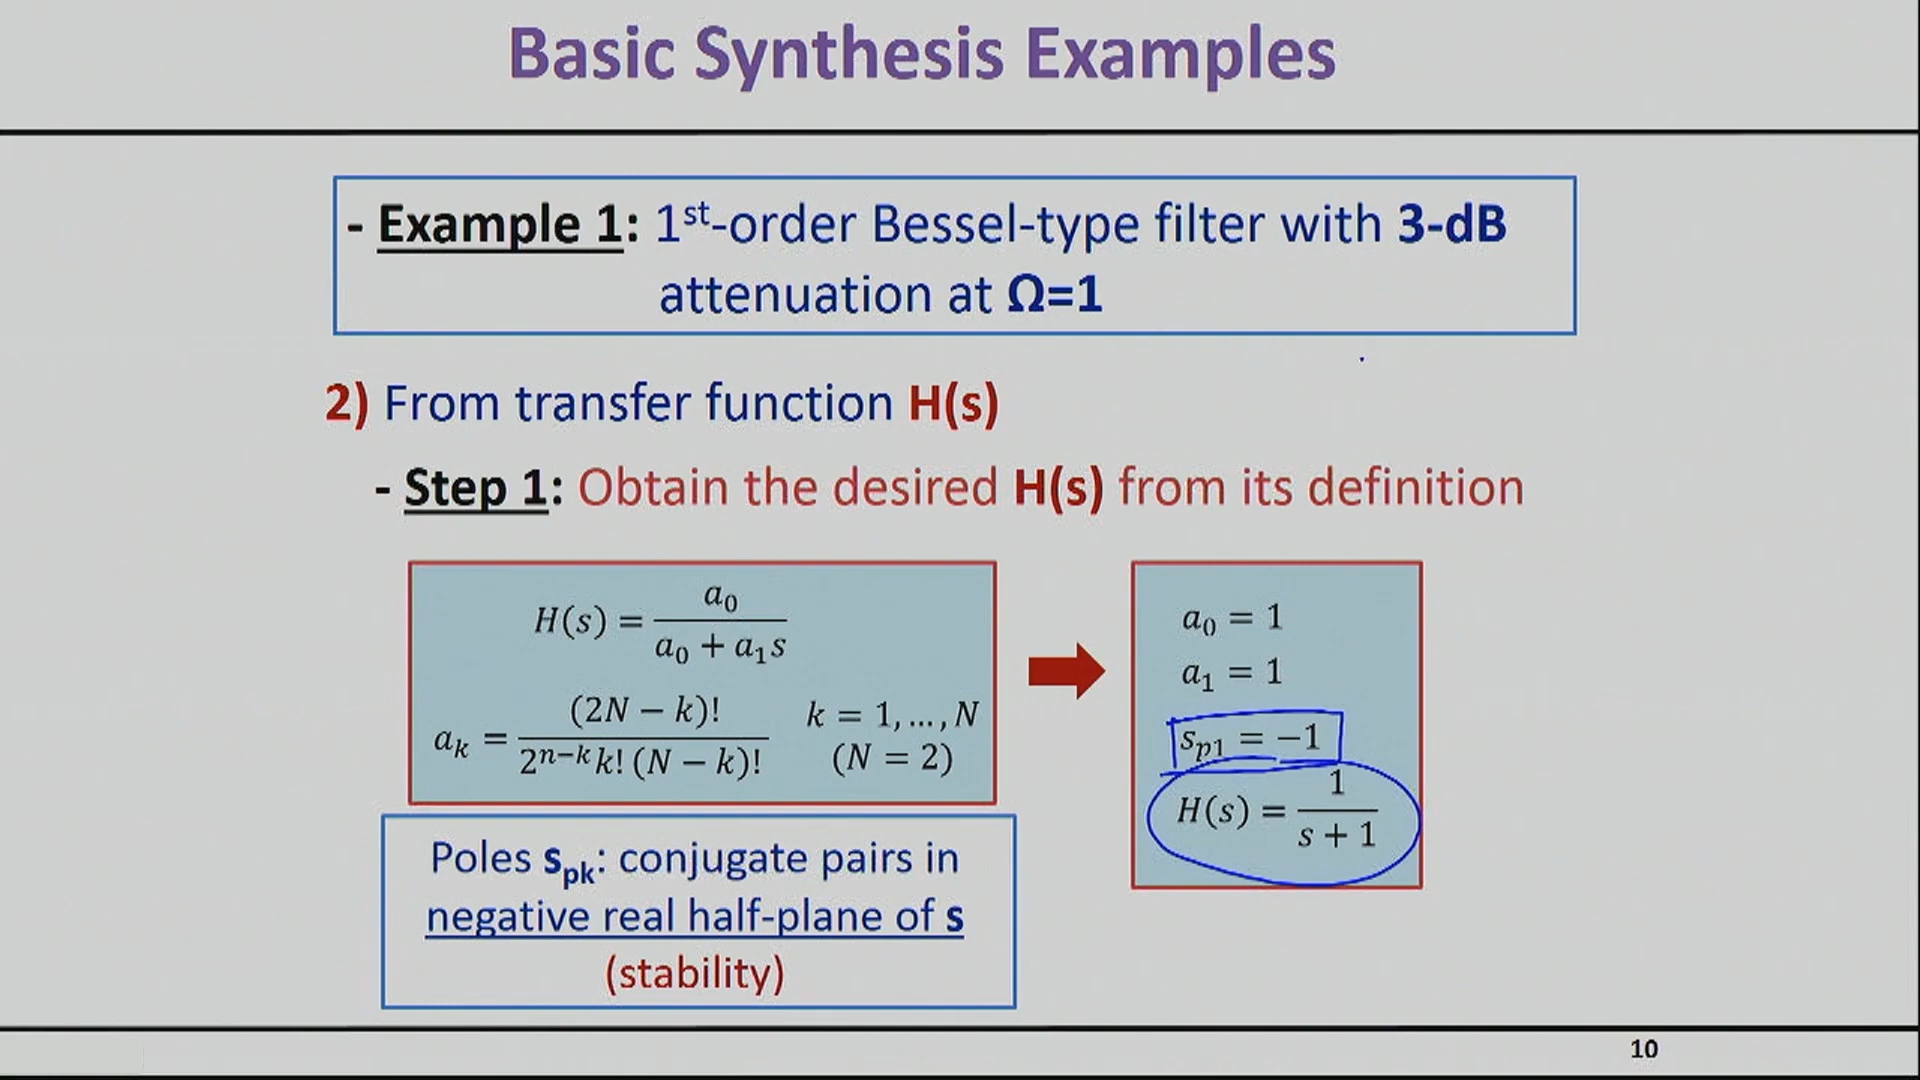 Basic Synthesis Examples
- Example 1: 1st-order Bessel-type filter with 3-dB
attenuation at Ω=1
2) From transfer function H(s)
- Step 1: Obtain the desired H(s) from its definition
H(s) = a₀ / (a₀ + a₁s)
aₖ = (2N − k)! / (2ⁿ⁻ᵏ k! (N − k)!)   k = 1, … , N
(N = 2)
a₀ = 1
a₁ = 1
sₚ₁ = −1
H(s) = 1 / (s + 1)
Poles spk: conjugate pairs in
negative real half-plane of s
(stability)
10